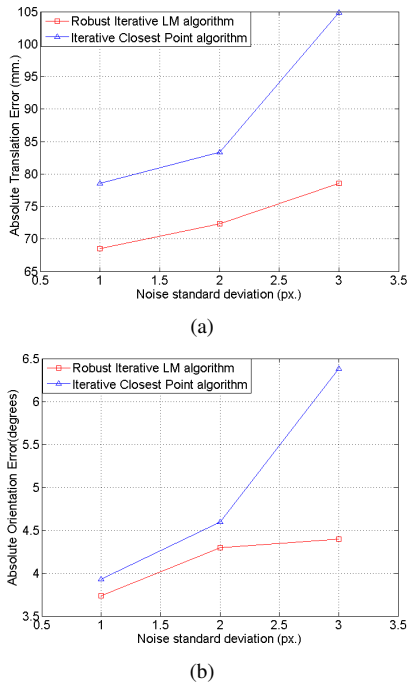 105
100
95
90
85
80
75
70
65
Absolute Translation Error (mm.)
Robust Iterative LM algorithm
Iterative Closest Point algorithm
0.5 1 1.5 2 2.5 3 3.5
Noise standard deviation (px.)
(a)
6.5
6
5.5
5
4.5
4
3.5
Absolute Orientation Error(degrees)
Robust Iterative LM algorithm
Iterative Closest Point algorithm
0.5 1 1.5 2 2.5 3 3.5
Noise standard deviation (px.)
(b)